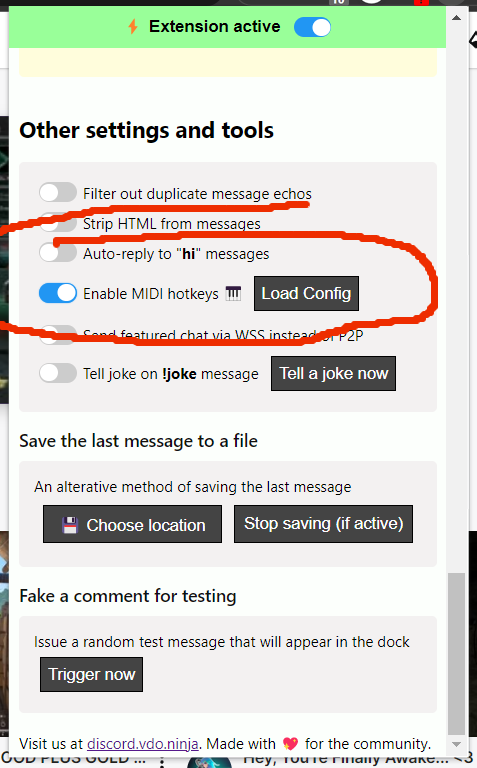 Extension active
Other settings and tools
Filter out duplicate message echos
Strip HTML from messages
Auto-reply to "hi" messages
Enable MIDI hotkeys Load Config
Send featured chat via WSS instead of P2P
Tell joke on !joke message Tell a joke now
Save the last message to a file
An alterative method of saving the last message
Choose location Stop saving (if active)
Fake a comment for testing
Issue a random test message that will appear in the dock
Trigger now
Visit us at discord.vdo.ninja. Made with 💖 for the community.
COD PLUS GOLD ... Hey, You're Finally Awake... <3